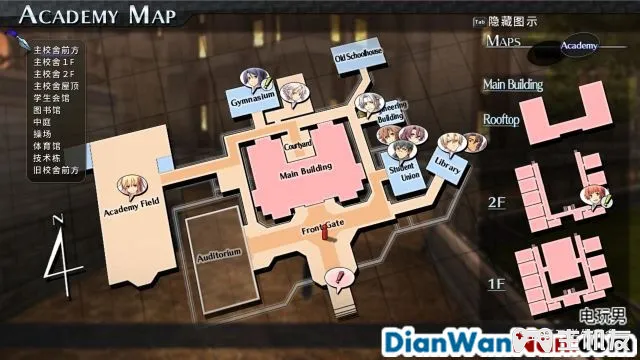 ACADEMY MAP
Tab 隐藏图示
主校舍前方
主校舍1F
主校舍2F
主校舍屋顶
学生会馆
图书馆
中庭
操场
体育馆
技术栋
旧校舍前方
MAPS
Academy
Main Building
Rooftop
2F
1F
Old Schoolhouse
Gymnasium
Building
Courtyard
Main Building
Student
Union
Library
Academy Field
Front Gate
Auditorium
N
电玩男
DianWan